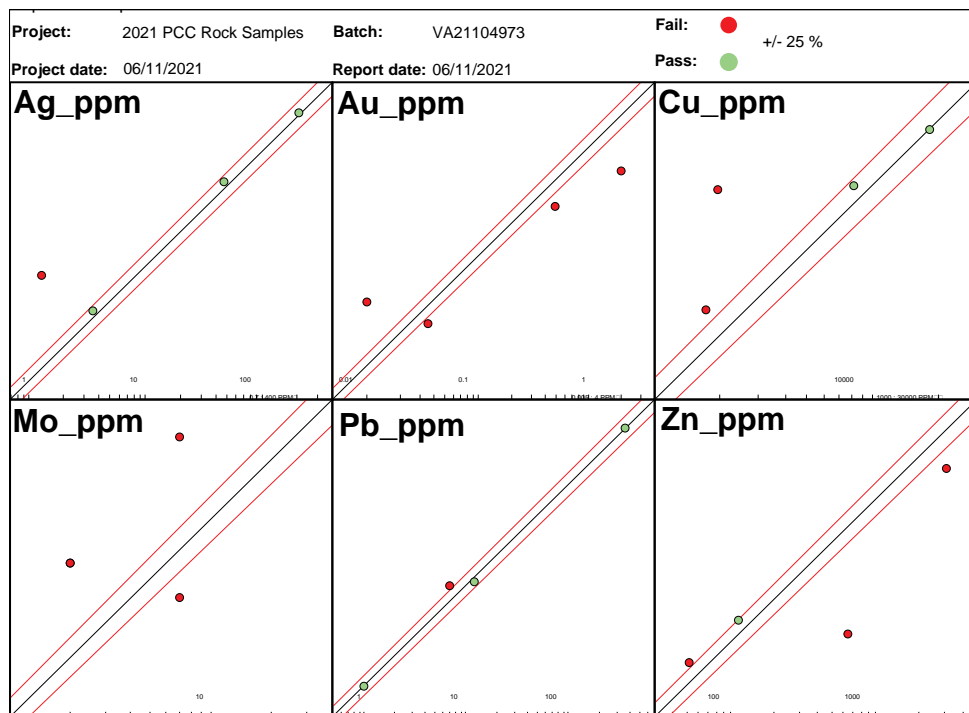 Project: 2021 PCC Rock Samples Batch: VA21104973 Fail:
+/- 25 %
Project date: 06/11/2021 Report date: 06/11/2021 Pass:
Ag_ppm Au_ppm Cu_ppm
1 10 100 0.01 0.1 1 10000
Mo_ppm Pb_ppm Zn_ppm
10 1 10 100 100 1000